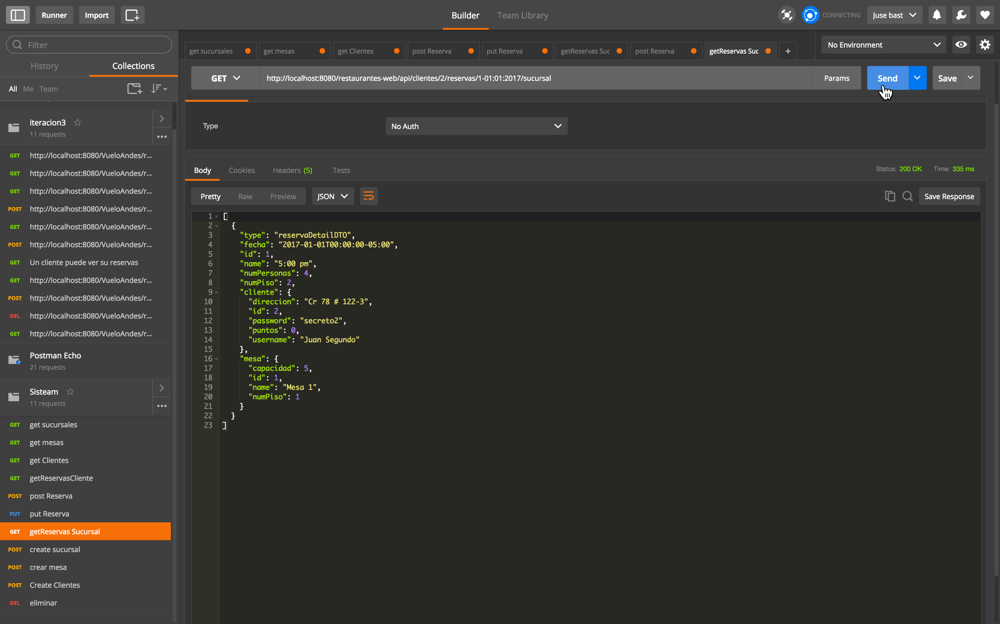 Runner
Import
Builder
Team Library
CONNECTING
Juse bast
Filter
History
Collections
All Me Team
iteracion3
11 requests
GET http://localhost:8080/VueloAndes/r...
GET http://localhost:8080/VueloAndes/r...
GET http://localhost:8080/VueloAndes/r...
POST http://localhost:8080/VueloAndes/r...
GET http://localhost:8080/VueloAndes/r...
POST http://localhost:8080/VueloAndes/r...
GET Un cliente puede ver su reservas
GET http://localhost:8080/VueloAndes/r...
POST http://localhost:8080/VueloAndes/r...
DEL http://localhost:8080/VueloAndes/r...
GET http://localhost:8080/VueloAndes/r...
Postman Echo
21 requests
Sisteam
11 requests
GET get sucursales
GET get mesas
GET get Clientes
GET getReservasCliente
POST post Reserva
PUT put Reserva
GET getReservas Sucursal
POST create sucursal
POST crear mesa
POST Create Clientes
DEL eliminar
get sucursales
get mesas
get Clientes
post Reserva
put Reserva
getReservas Suc
post Reserva
getReservas Suc
+
No Environment
GET http://localhost:8080/restaurantes-web/api/clientes/2/reservas/1-01:01:2017/sucursal
Params
Send
Save
Type
No Auth
Body
Cookies
Headers (5)
Tests
Status: 200 OK
Time: 335 ms
Pretty
Raw
Preview
JSON
Save Response
1 [
2 {
3 "type": "reservaDetailDTO",
4 "fecha": "2017-01-01T00:00:00-05:00",
5 "id": 1,
6 "name": "5:00 pm",
7 "numPersonas": 4,
8 "numPiso": 2,
9 "cliente": {
10 "direccion": "Cr 78 # 122-3",
11 "id": 2,
12 "password": "secreto2",
13 "puntos": 0,
14 "username": "Juan Segundo"
15 },
16 "mesa": {
17 "capacidad": 5,
18 "id": 1,
19 "name": "Mesa 1",
20 "numPiso": 1
21 }
22 }
23 ]